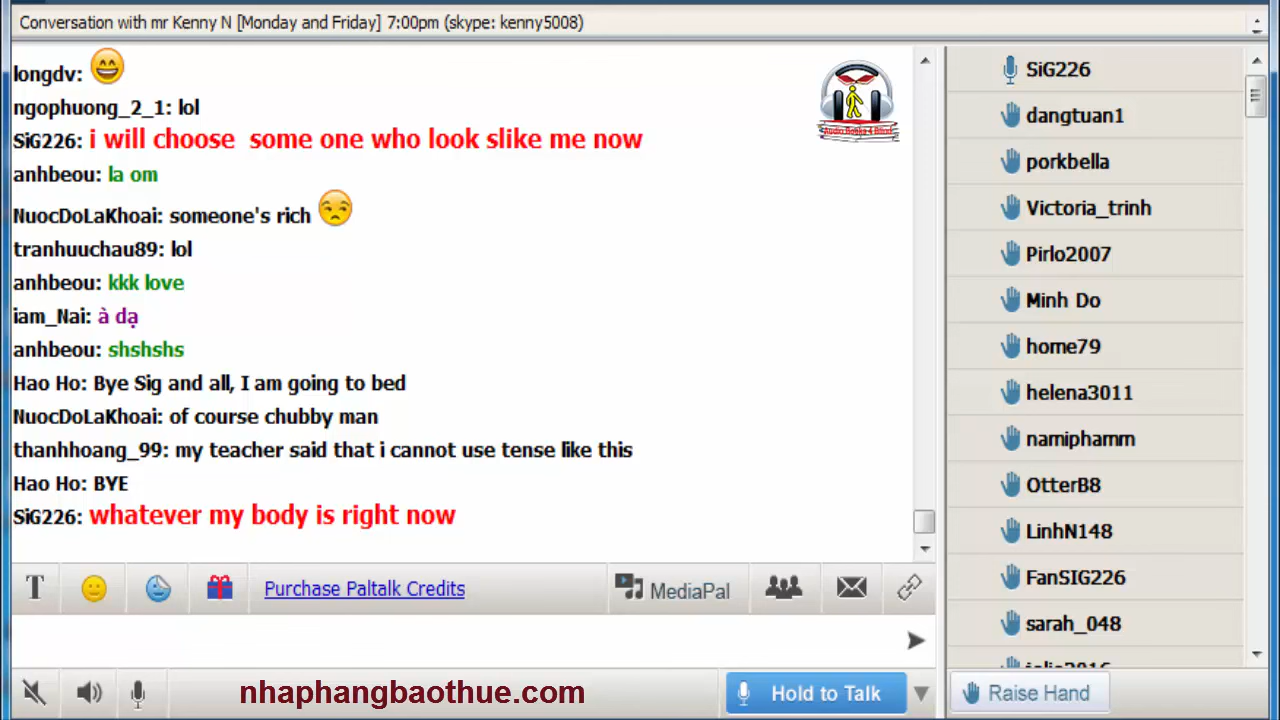 Conversation with mr Kenny N [Monday and Friday] 7:00pm (skype: kenny5008)
longdv:
ngophuong_2_1: lol
SiG226: i will choose  some one who look slike me now
anhbeou: la om
NuocDoLaKhoai: someone's rich
tranhuuchau89: lol
anhbeou: kkk love
iam_Nai: à dạ
anhbeou: shshshs
Hao Ho: Bye Sig and all, I am going to bed
NuocDoLaKhoai: of course chubby man
thanhhoang_99: my teacher said that i cannot use tense like this
Hao Ho: BYE
SiG226: whatever my body is right now
Audio Books 4 Blind
T
Purchase Paltalk Credits
MediaPal
nhaphangbaothue.com
Hold to Talk
SiG226
dangtuan1
porkbella
Victoria_trinh
Pirlo2007
Minh Do
home79
helena3011
namiphamm
OtterB8
LinhN148
FanSIG226
sarah_048
Raise Hand